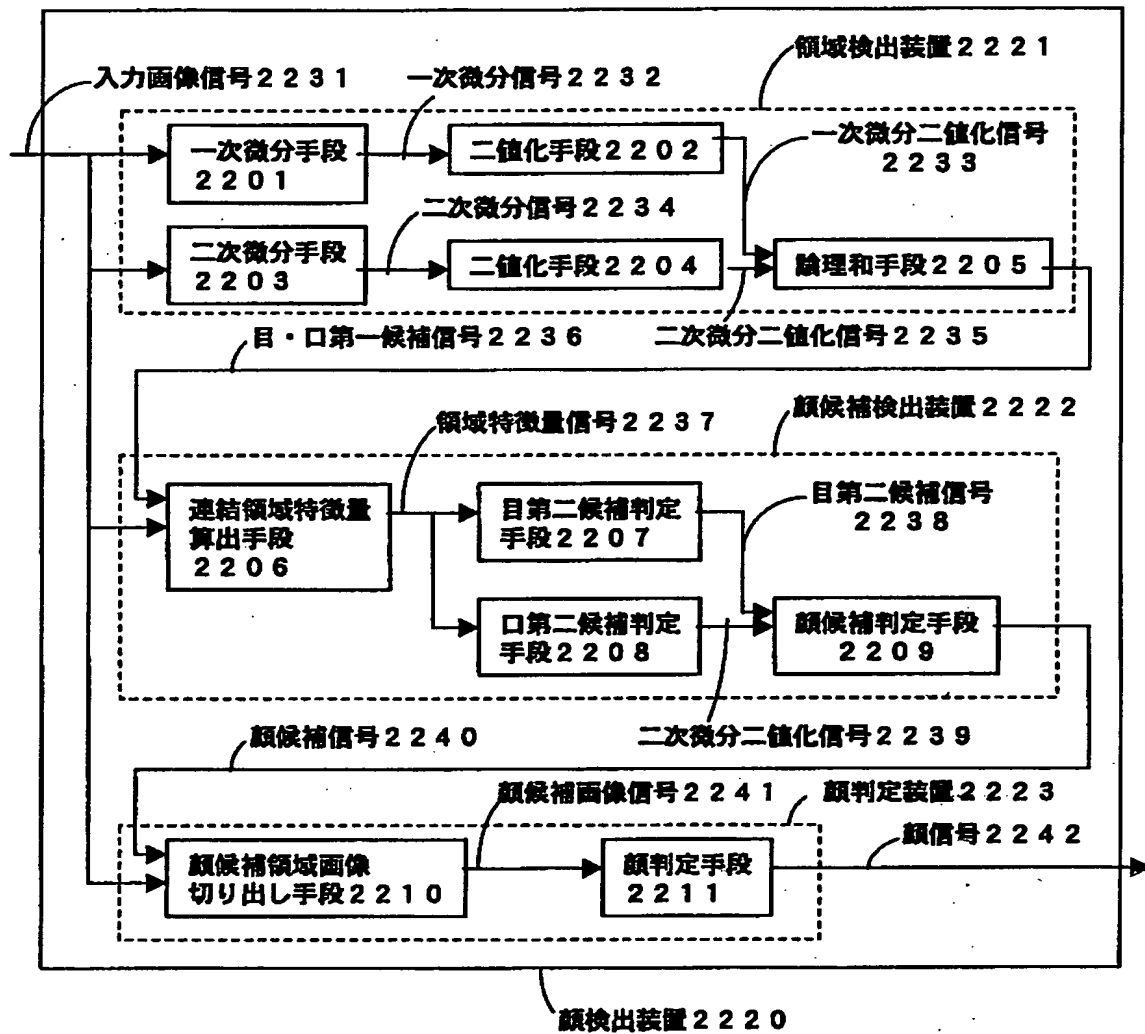 領域検出装置2221
入力画像信号2231
一次微分信号2232
一次微分手段
2201
二値化手段2202
一次微分二値化信号
2233
二次微分信号2234
二次微分手段
2203
二値化手段2204
論理和手段2205
目・口第一候補信号2236
二次微分二値化信号2235
顔候補検出装置2222
領域特徴量信号2237
連結領域特徴量
算出手段
2206
目第二候補判定
手段2207
目第二候補信号
2238
口第二候補判定
手段2208
顔候補判定手段
2209
顔候補信号2240
二次微分二値化信号2239
顔候補画像信号2241
顔判定装置2223
顔候補領域画像
切り出し手段2210
顔判定手段
2211
顔信号2242
顔検出装置2220